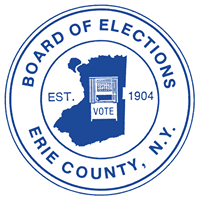 BOARD OF ELECTIONS
EST. 1904
VOTE
ERIE COUNTY, N.Y.